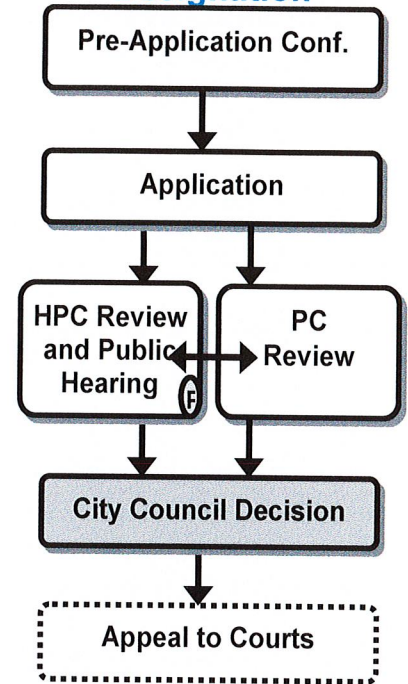 Pre-Application Conf.
Application
HPC Review
and Public
Hearing
PC
Review
City Council Decision
Appeal to Courts